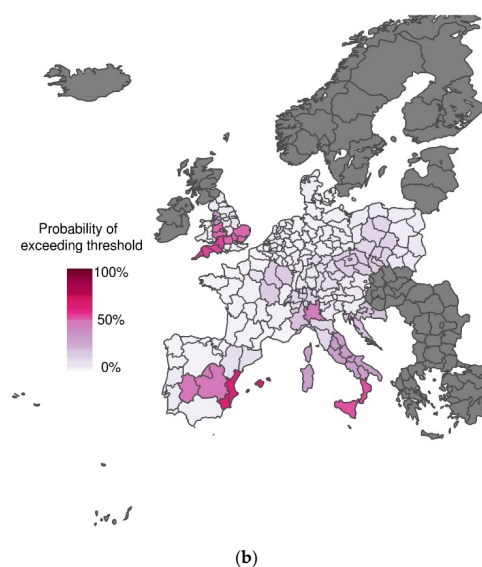 Probability of
exceeding threshold
100%
50%
0%
(b)